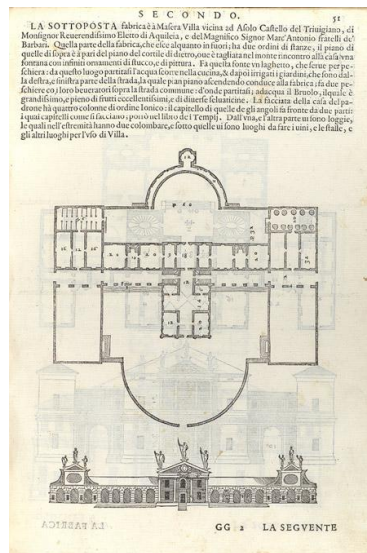 SECONDO. 51
LA SOTTOPOSTA fabrica è à Masera Villa vicina ad Asolo Castello del Triuigiano, di
Monsignor Reuerendissimo Eletto di Aquileia, e del Magnifico Signor Marc'Antonio fratelli de'
Barbari. Quella parte della fabrica, che esce alquanto in fuori; ha due ordini di stanze, il piano di
quelle di sopra è à pari del piano del cortile di dietro, oue è tagliata nel monte rincontro alla casa vna
fontana con infiniti ornamenti di stucco, e di pittura. Fa questa fonte vn laghetto, che serue per pe-
schiera: da questo luogo partitasi l'acqua scorre nella cucina, & dapoi irrigati i giardini, che sono dal-
la destra, e sinistra parte della strada, la quale pian piano ascendendo conduce alla fabrica; fa due pe-
schiere co i loro beueratori sopra la strada commune: d'onde partitasi; adacqua il Bruolo, ilquale è
grandissimo, e pieno di frutti eccellentissimi, e di diuerse seluaticine. La facciata della casa del pa-
drone hà quattro colonne di ordine Ionico: il capitello di quelle de gli angoli fa fronte da due parti:
i quai capitelli come si facciano; porrò nel libro de i Tempij. Dall'vna, e l'altra parte ui sono loggie,
le quali nell'estremità hanno due colombare, e sotto quelle ui sono luoghi da fare i uini, e le stalle, e
gli altri luoghi per l'vso di Villa.
GG 2 LA SEGVENTE